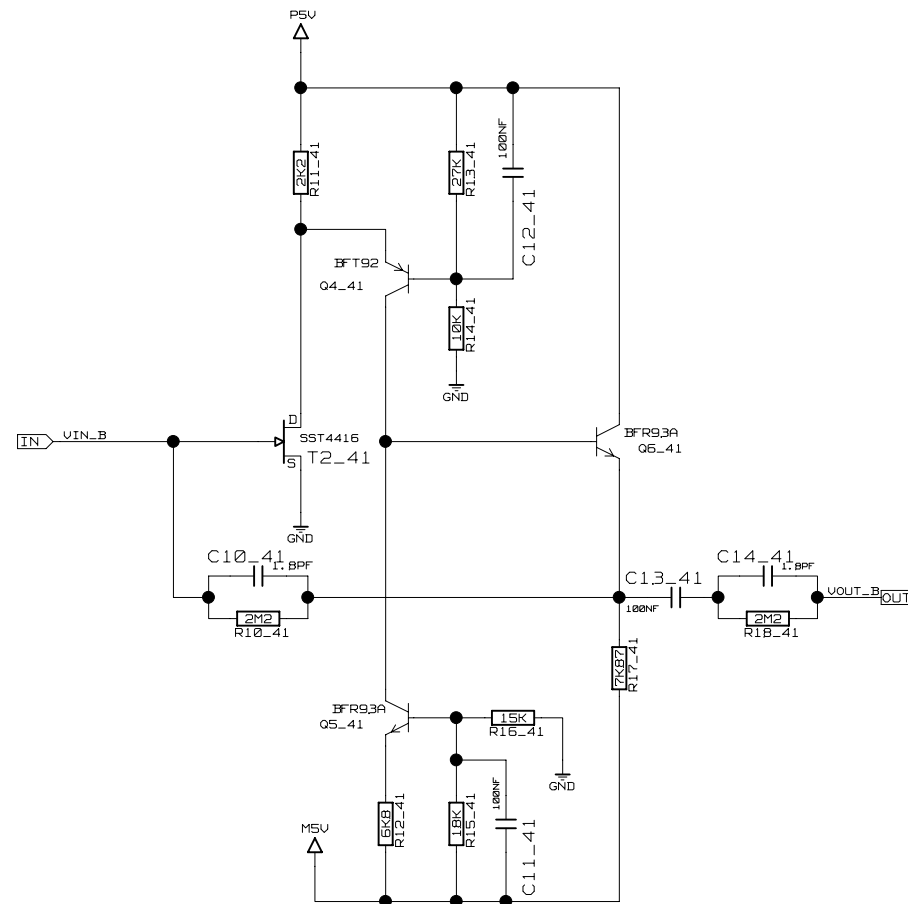 P5V
2K2
R11_41
27K
R13_41
100NF
C12_41
BFT92
Q4_41
10K
R14_41
GND
IN
VIN_B
D
S
SST4416
T2_41
GND
BFR93A
Q6_41
C10_41
1.8PF
2M2
R10_41
C13_41
100NF
C14_41
1.8PF
2M2
R18_41
VOUT_B
OUT
7K87
R17_41
BFR93A
Q5_41
15K
R16_41
GND
M5V
6K8
R12_41
18K
R15_41
100NF
C11_41